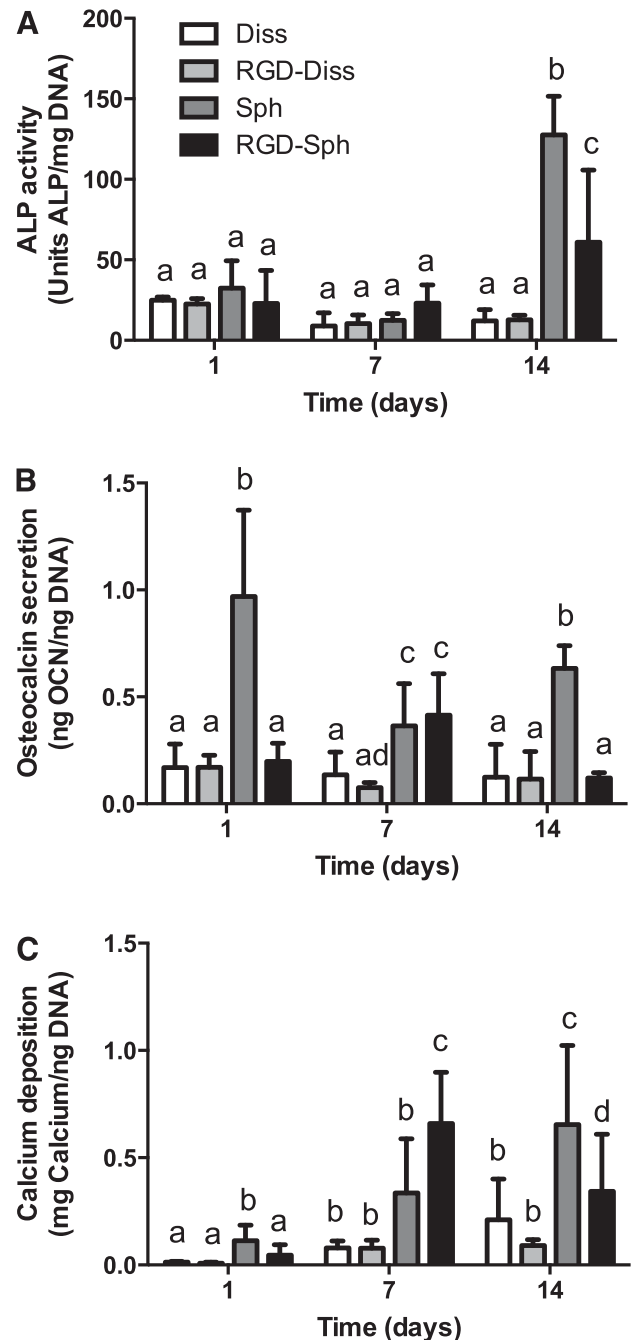 A
200
150
100
50
0
ALP activity
(Units ALP/mg DNA)
Diss
RGD-Diss
Sph
RGD-Sph
a a a a a a a a a a b c
1 7 14
Time (days)
B
1.5
1.0
0.5
0.0
Osteocalcin secretion
(ng OCN/ng DNA)
a a b a a ad c c a a b a
1 7 14
Time (days)
C
1.5
1.0
0.5
0.0
Calcium deposition
(mg Calcium/ng DNA)
a a b a b b b c b b c d
1 7 14
Time (days)